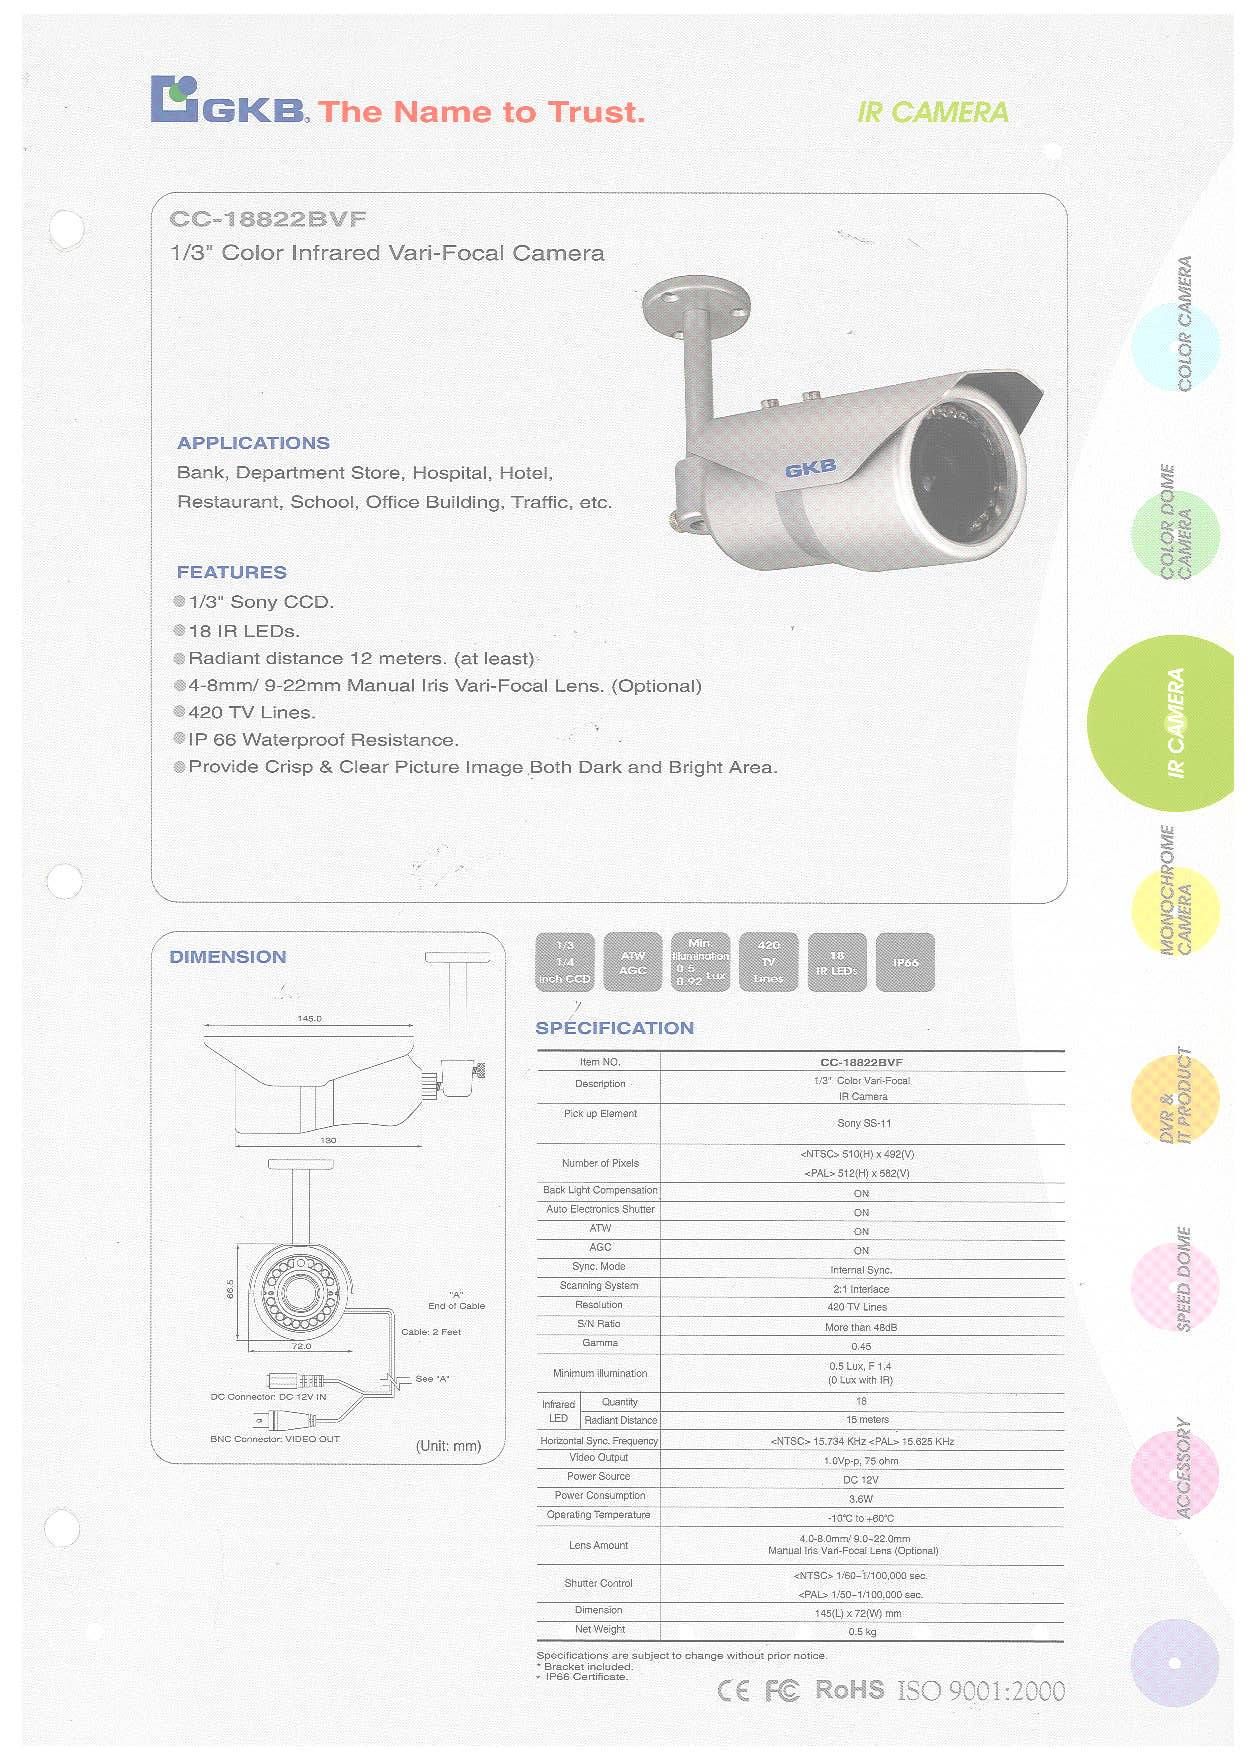 GKB® The Name to Trust.
IR CAMERA
CC-18822BVF
1/3" Color Infrared Vari-Focal Camera
GKB
APPLICATIONS
Bank, Department Store, Hospital, Hotel,
Restaurant, School, Office Building, Traffic, etc.
FEATURES
1/3" Sony CCD.
18 IR LEDs.
Radiant distance 12 meters. (at least)
4-8mm/ 9-22mm Manual Iris Vari-Focal Lens. (Optional)
420 TV Lines.
IP 66 Waterproof Resistance.
Provide Crisp & Clear Picture Image Both Dark and Bright Area.
COLOR CAMERA
COLOR DOME
CAMERA
IR CAMERA
MONOCHROME
CAMERA
DVR &
IT PRODUCT
SPEED DOME
ACCESSORY
DIMENSION
145.0
130
66.5
72.0
"A"
End of Cable
Cable: 2 Feet
See "A"
DC Connector: DC 12V IN
BNC Connector: VIDEO OUT
(Unit: mm)
1/3
1/4
inch CCD
ATW
AGC
Min.
Illumination
0.5
0.92 Lux
420
TV
Lines
18
IR LEDs
IP66
SPECIFICATION
Item NO. CC-18822BVF
Description 1/3" Color Vari-Focal
IR Camera
Pick up Element Sony SS-11
Number of Pixels <NTSC> 510(H) x 492(V)
<PAL> 512(H) x 582(V)
Back Light Compensation ON
Auto Electronics Shutter ON
ATW ON
AGC ON
Sync. Mode Internal Sync.
Scanning System 2:1 Interlace
Resolution 420 TV Lines
S/N Ratio More than 48dB
Gamma 0.45
Minimum illumination 0.5 Lux, F 1.4
(0 Lux with IR)
Infrared LED Quantity 18
Radiant Distance 15 meters
Horizontal Sync. Frequency <NTSC> 15.734 KHz <PAL> 15.625 KHz
Video Output 1.0Vp-p, 75 ohm
Power Source DC 12V
Power Consumption 3.6W
Operating Temperature -10°C to +60°C
Lens Amount 4.0-8.0mm/ 9.0~22.0mm
Manual Iris Vari-Focal Lens (Optional)
Shutter Control <NTSC> 1/60~1/100,000 sec.
<PAL> 1/50~1/100,000 sec.
Dimension 145(L) x 72(W) mm
Net Weight 0.5 kg
Specifications are subject to change without prior notice.
* Bracket included.
* IP66 Certificate.
CE FC RoHS ISO 9001:2000